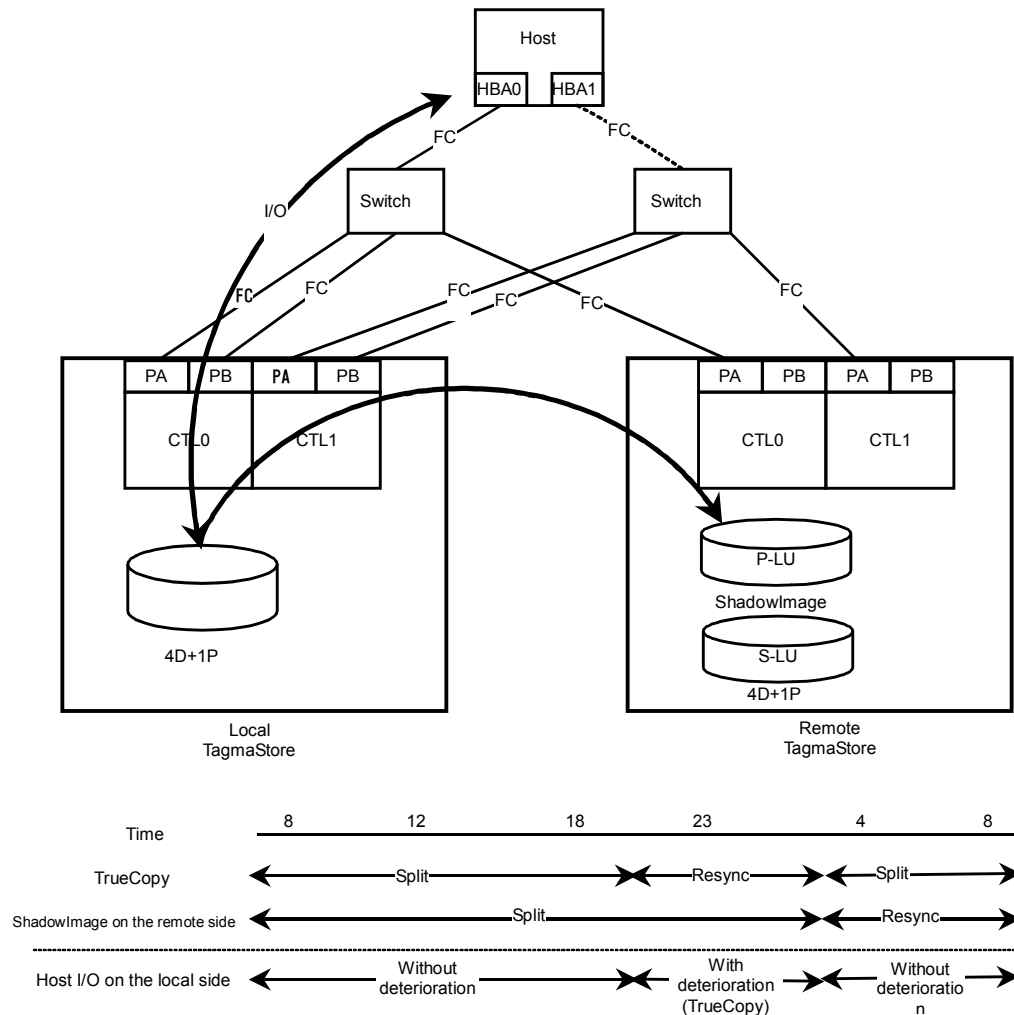 Host
HBA0
HBA1
FC
FC
Switch
Switch
I/O
FC
FC
FC
FC
FC
FC
PA
PB
PA
PB
PA
PB
PA
PB
CTL0
CTL1
CTL0
CTL1
P-LU
ShadowImage
S-LU
4D+1P
4D+1P
Local
TagmaStore
Remote
TagmaStore
Time
8
12
18
23
4
8
TrueCopy
Split
Resync
Split
ShadowImage on the remote side
Split
Resync
Host I/O on the local side
Without
deterioration
With
deterioration
(TrueCopy)
Without
deterioratio
n